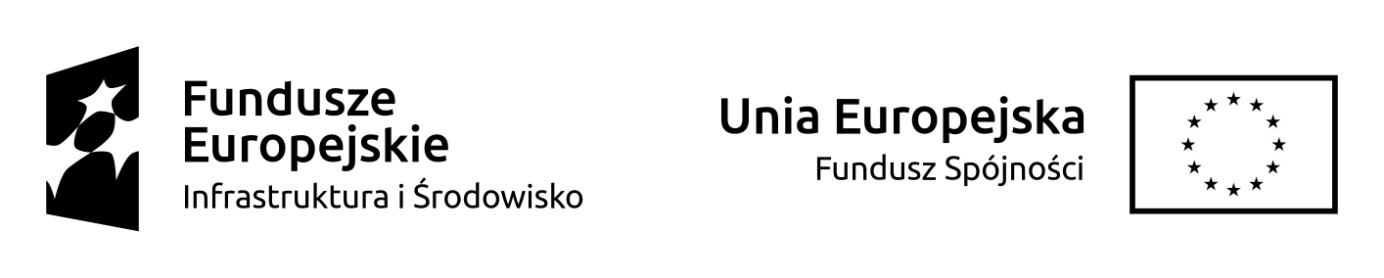 Fundusze
Europejskie
Infrastruktura i Środowisko
Unia Europejska
Fundusz Spójności